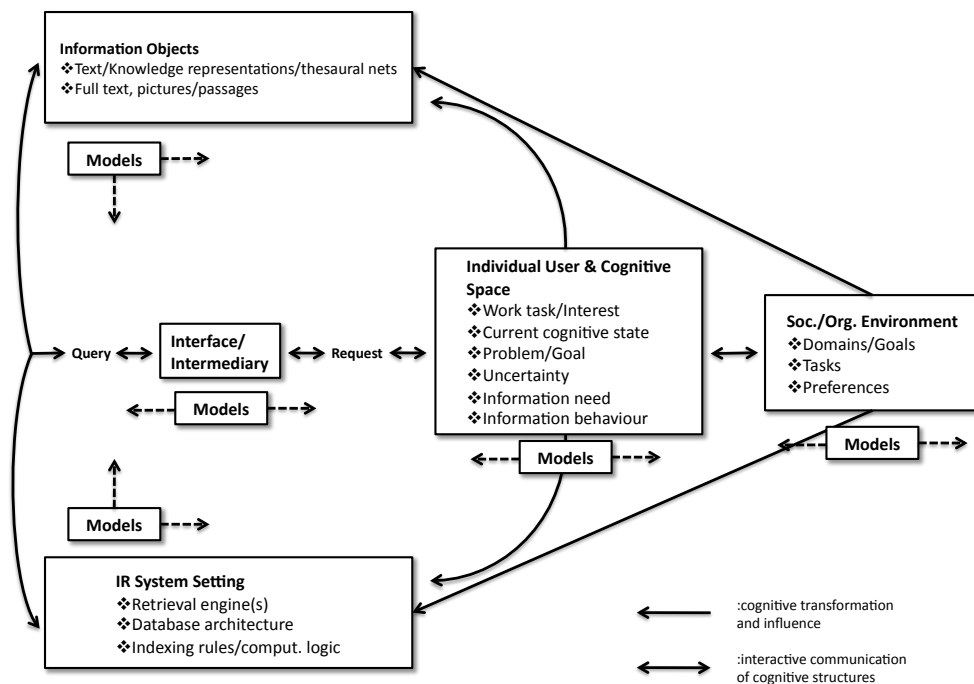 Information Objects
❖Text/Knowledge representations/thesaural nets
❖Full text, pictures/passages
Models
Individual User & Cognitive
Space
❖Work task/Interest
❖Current cognitive state
❖Problem/Goal
❖Uncertainty
❖Information need
❖Information behaviour
Soc./Org. Environment
❖Domains/Goals
❖Tasks
❖Preferences
Query
Interface/
Intermediary
Request
Models
Models
Models
Models
IR System Setting
❖Retrieval engine(s)
❖Database architecture
❖Indexing rules/comput. logic
:cognitive transformation
and influence
:interactive communication
of cognitive structures